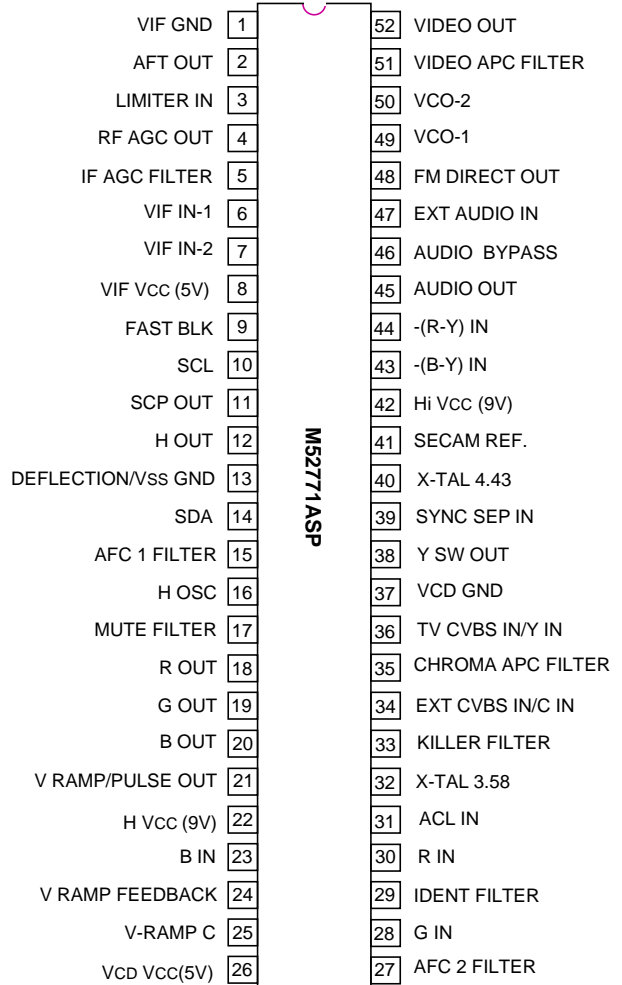 VIF GND 1 52 VIDEO OUT
AFT OUT 2 51 VIDEO APC FILTER
LIMITER IN 3 50 VCO-2
RF AGC OUT 4 49 VCO-1
IF AGC FILTER 5 48 FM DIRECT OUT
VIF IN-1 6 47 EXT AUDIO IN
VIF IN-2 7 46 AUDIO BYPASS
VIF VCC (5V) 8 45 AUDIO OUT
FAST BLK 9 44 -(R-Y) IN
SCL 10 43 -(B-Y) IN
SCP OUT 11 42 Hi VCC (9V)
H OUT 12 41 SECAM REF.
DEFLECTION/VSS GND 13 40 X-TAL 4.43
SDA 14 39 SYNC SEP IN
AFC 1 FILTER 15 38 Y SW OUT
H OSC 16 37 VCD GND
MUTE FILTER 17 36 TV CVBS IN/Y IN
R OUT 18 35 CHROMA APC FILTER
G OUT 19 34 EXT CVBS IN/C IN
B OUT 20 33 KILLER FILTER
V RAMP/PULSE OUT 21 32 X-TAL 3.58
H VCC (9V) 22 31 ACL IN
B IN 23 30 R IN
V RAMP FEEDBACK 24 29 IDENT FILTER
V-RAMP C 25 28 G IN
VCD VCC(5V) 26 27 AFC 2 FILTER
M52771ASP